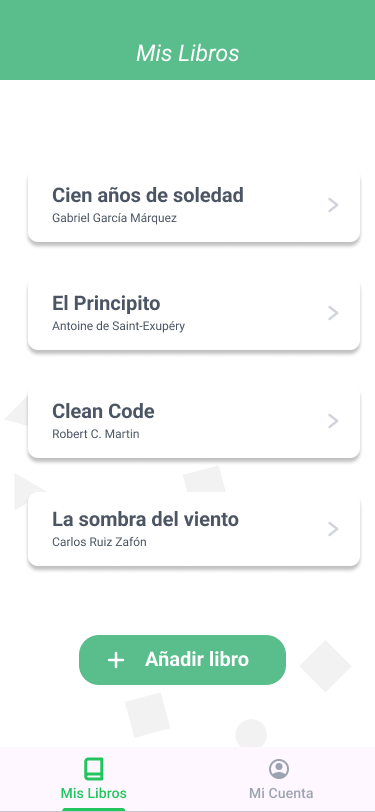 Mis Libros
Cien años de soledad
Gabriel García Márquez
El Principito
Antoine de Saint-Exupéry
Clean Code
Robert C. Martin
La sombra del viento
Carlos Ruiz Zafón
Añadir libro
Mis Libros
Mi Cuenta